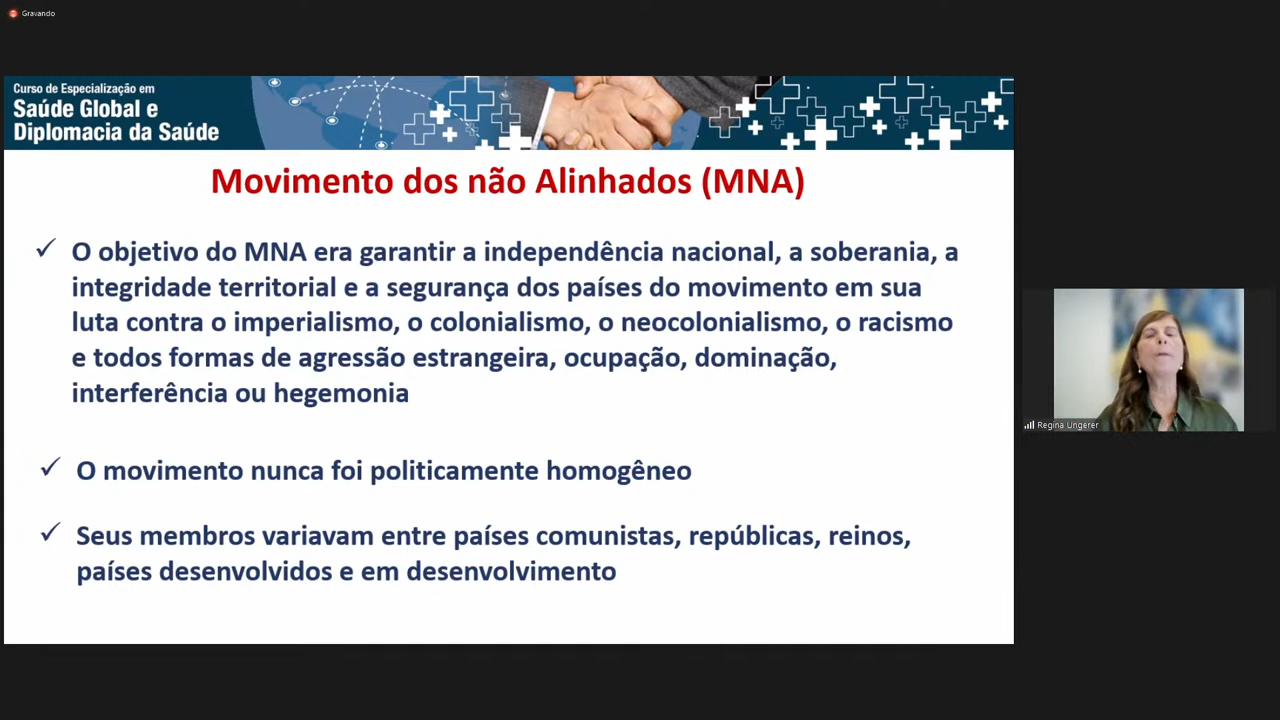 Gravando
Curso de Especialização em
Saúde Global e
Diplomacia da Saúde
Movimento dos não Alinhados (MNA)
✓ O objetivo do MNA era garantir a independência nacional, a soberania, a
integridade territorial e a segurança dos países do movimento em sua
luta contra o imperialismo, o colonialismo, o neocolonialismo, o racismo
e todos formas de agressão estrangeira, ocupação, dominação,
interferência ou hegemonia
✓ O movimento nunca foi politicamente homogêneo
✓ Seus membros variavam entre países comunistas, repúblicas, reinos,
países desenvolvidos e em desenvolvimento
Regina Ungerer